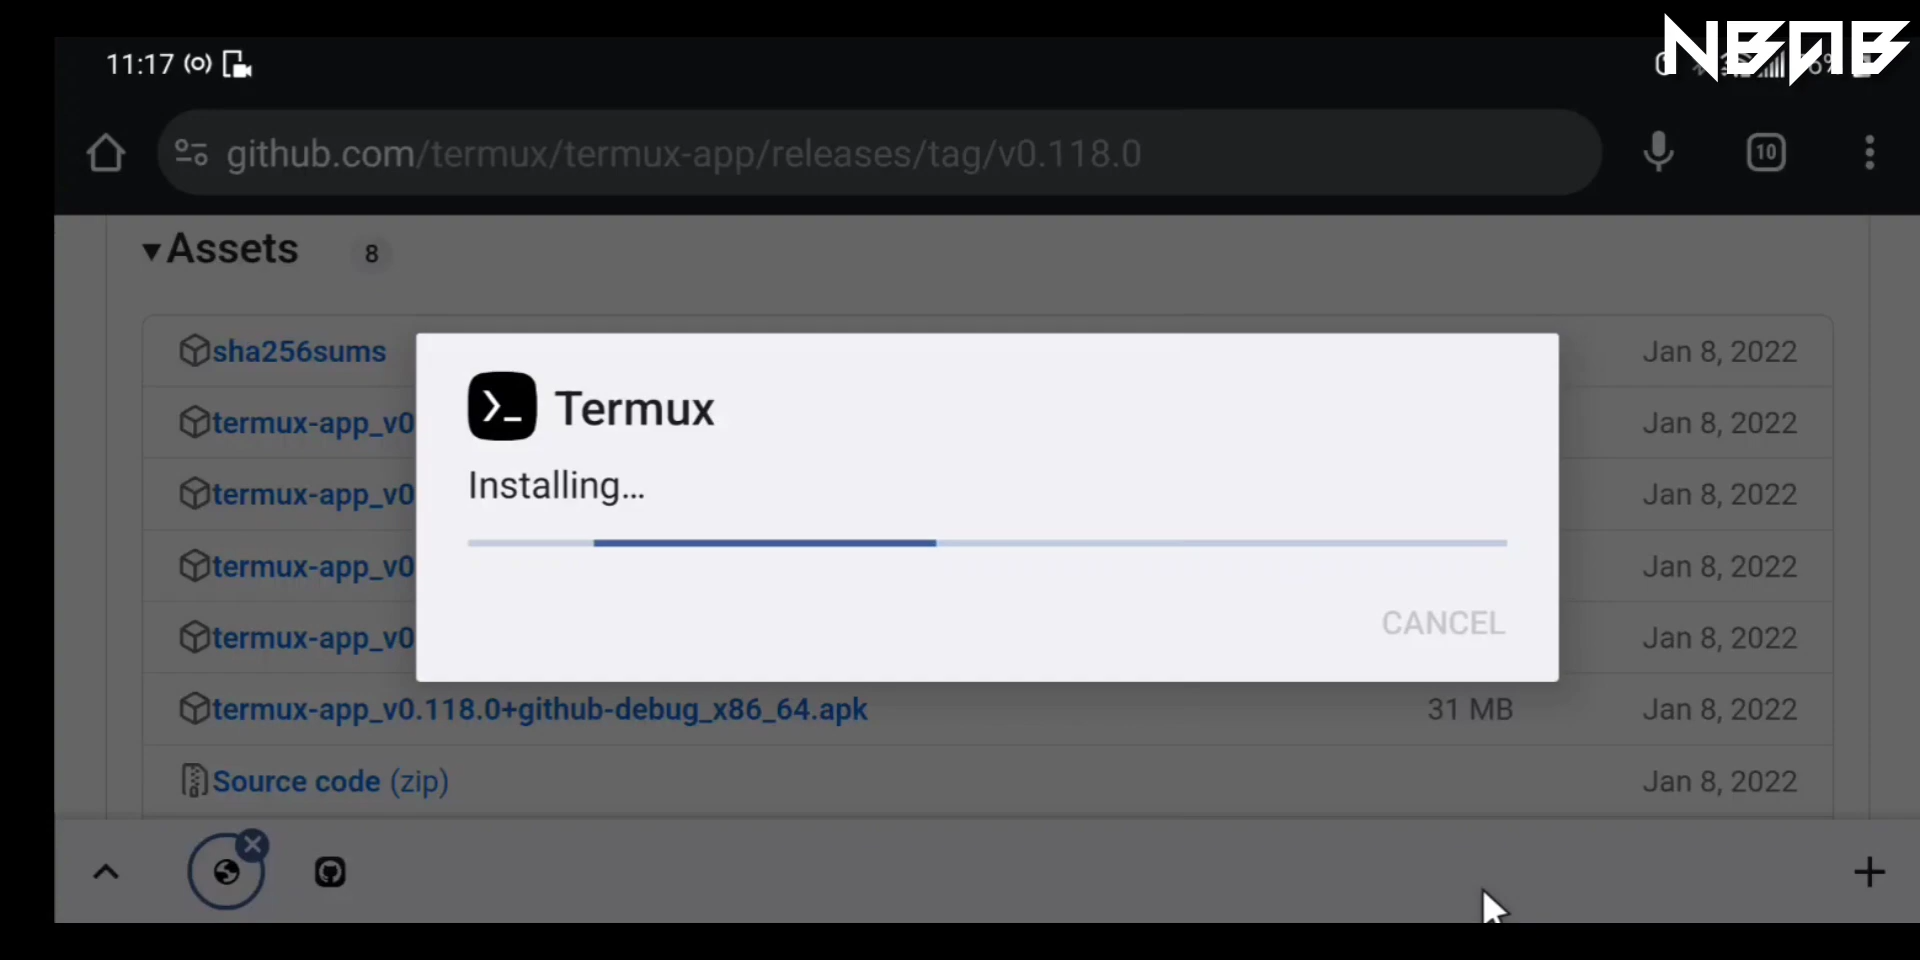 11:17
NBAB
github.com/termux/termux-app/releases/tag/v0.118.0
10
Assets 8
sha256sums Jan 8, 2022
Termux
termux-app_v0 Jan 8, 2022
Installing...
termux-app_v0 Jan 8, 2022
termux-app_v0 Jan 8, 2022
CANCEL
termux-app_v0 Jan 8, 2022
termux-app_v0.118.0+github-debug_x86_64.apk 31 MB Jan 8, 2022
Source code (zip) Jan 8, 2022